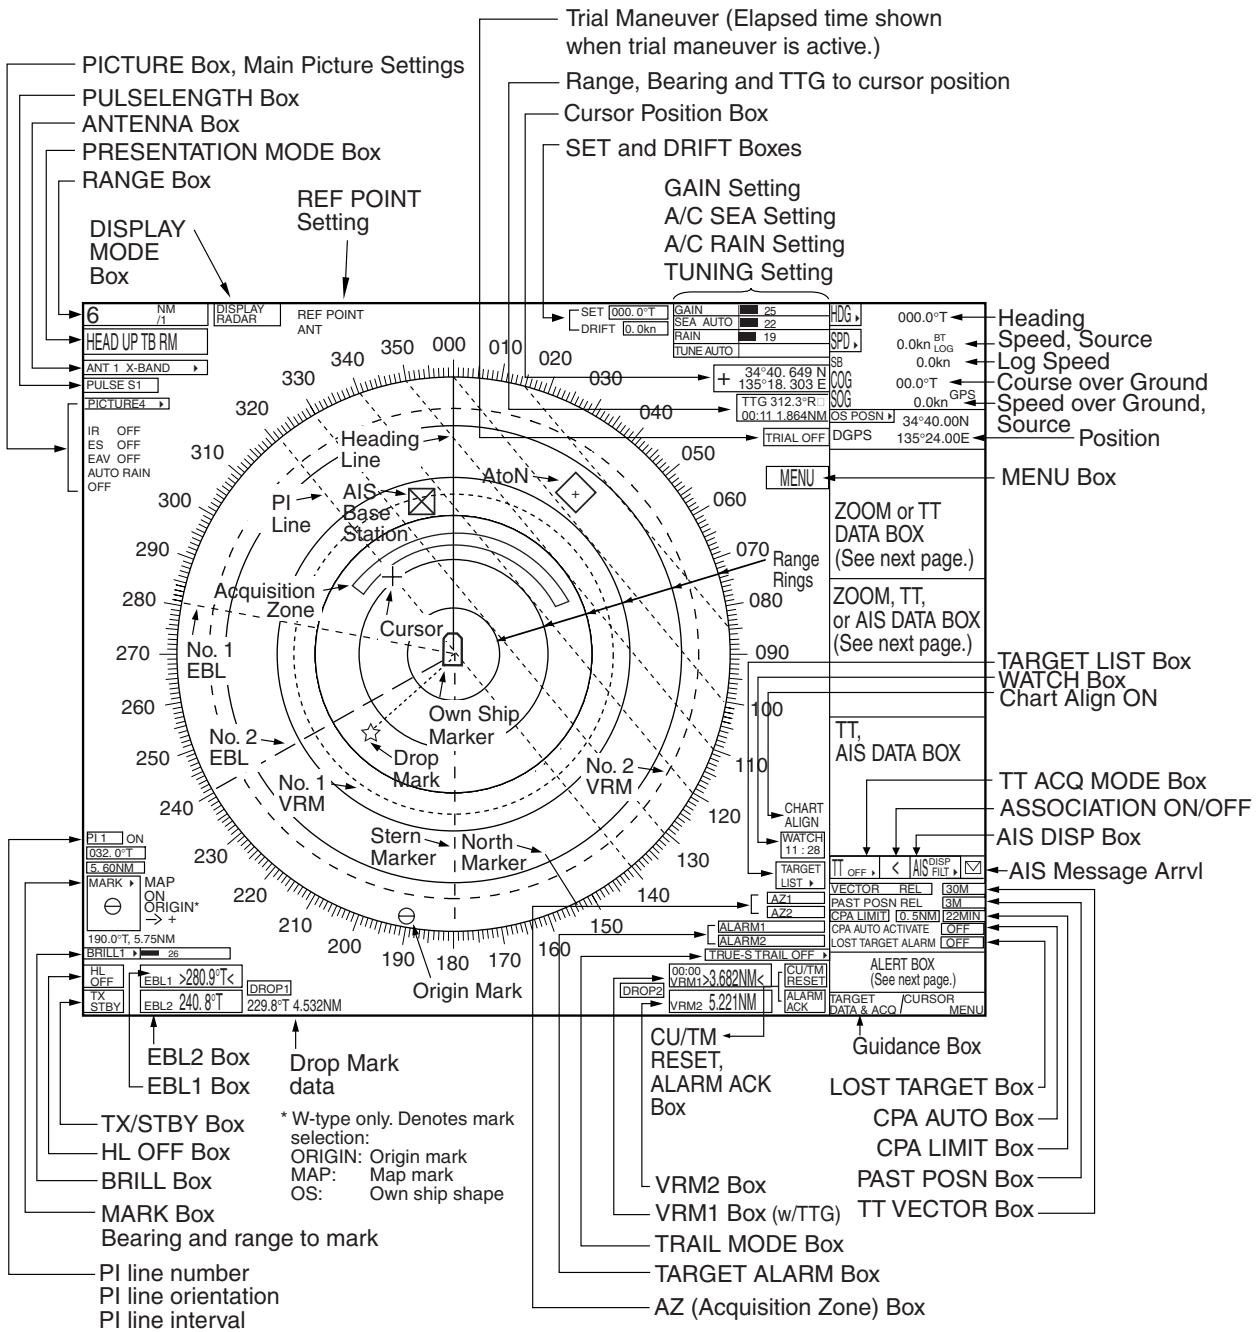 Trial Maneuver (Elapsed time shown
when trial maneuver is active.)
PICTURE Box, Main Picture Settings
Range, Bearing and TTG to cursor position
PULSELENGTH Box
Cursor Position Box
ANTENNA Box
SET and DRIFT Boxes
PRESENTATION MODE Box
RANGE Box
REF POINT
Setting
DISPLAY
MODE
Box
GAIN Setting
A/C SEA Setting
A/C RAIN Setting
TUNING Setting
6 NM
/1
DISPLAY
RADAR
REF POINT
ANT
HEAD UP TB RM
ANT 1 X-BAND
PULSE S1
PICTURE4
IR OFF
ES OFF
EAV OFF
AUTO RAIN
OFF
SET 000.0°T
DRIFT 0.0kn
GAIN 25
SEA AUTO 22
RAIN 19
TUNE AUTO
+ 34°40.649 N
135°18.303 E
TTG 312.3°R□
00:11 1.864NM
TRIAL OFF
MENU
HDG 000.0°T
SPD 0.0kn BT
LOG
SB 0.0kn
COG 00.0°T
SOG 0.0kn GPS
OS POSN 34°40.00N
DGPS 135°24.00E
Heading
Speed, Source
Log Speed
Course over Ground
Speed over Ground,
Source
Position
MENU Box
ZOOM or TT
DATA BOX
(See next page.)
ZOOM, TT,
or AIS DATA BOX
(See next page.)
TT,
AIS DATA BOX
TARGET LIST Box
WATCH Box
Chart Align ON
TT ACQ MODE Box
ASSOCIATION ON/OFF
AIS DISP Box
AIS Message Arrvl
000
010
020
030
040
050
060
070
080
090
100
110
120
130
140
150
160
170
180
190
200
210
220
230
240
250
260
270
280
290
300
310
320
330
340
350
Heading
Line
PI
Line
AIS
Base
Station
AtoN
Acquisition
Zone
Cursor
Range
Rings
No. 1
EBL
No. 2
EBL
Own Ship
Marker
Drop
Mark
No. 1
VRM
No. 2
VRM
Stern
Marker
North
Marker
Origin Mark
PI 1 ON
032.0°T
5.60NM
MARK
MAP
ON
ORIGIN*
+
190.0°T, 5.75NM
BRILL1 26
HL
OFF
TX
STBY
EBL1 >280.9°T<
EBL2 240.8°T
DROP1
229.8°T 4.532NM
CHART
ALIGN
WATCH
11:28
TARGET
LIST
AZ1
AZ2
ALARM1
ALARM2
TRUE-S TRAIL OFF
DROP2
00:00
VRM1 >3.682NM<
VRM2 5.221NM
CU/TM
RESET
ALARM
ACK
TT OFF
<
AIS DISP
FILT
VECTOR REL 30M
PAST POSN REL 3M
CPA LIMIT 0.5NM 22MIN
CPA AUTO ACTIVATE OFF
LOST TARGET ALARM OFF
ALERT BOX
(See next page.)
TARGET
DATA & ACQ
/CURSOR
MENU
EBL2 Box
EBL1 Box
Drop Mark
data
TX/STBY Box
HL OFF Box
BRILL Box
MARK Box
Bearing and range to mark
PI line number
PI line orientation
PI line interval
* W-type only. Denotes mark
selection:
ORIGIN: Origin mark
MAP: Map mark
OS: Own ship shape
CU/TM
RESET,
ALARM ACK
Box
Guidance Box
LOST TARGET Box
CPA AUTO Box
CPA LIMIT Box
PAST POSN Box
TT VECTOR Box
VRM2 Box
VRM1 Box (w/TTG)
TRAIL MODE Box
TARGET ALARM Box
AZ (Acquisition Zone) Box